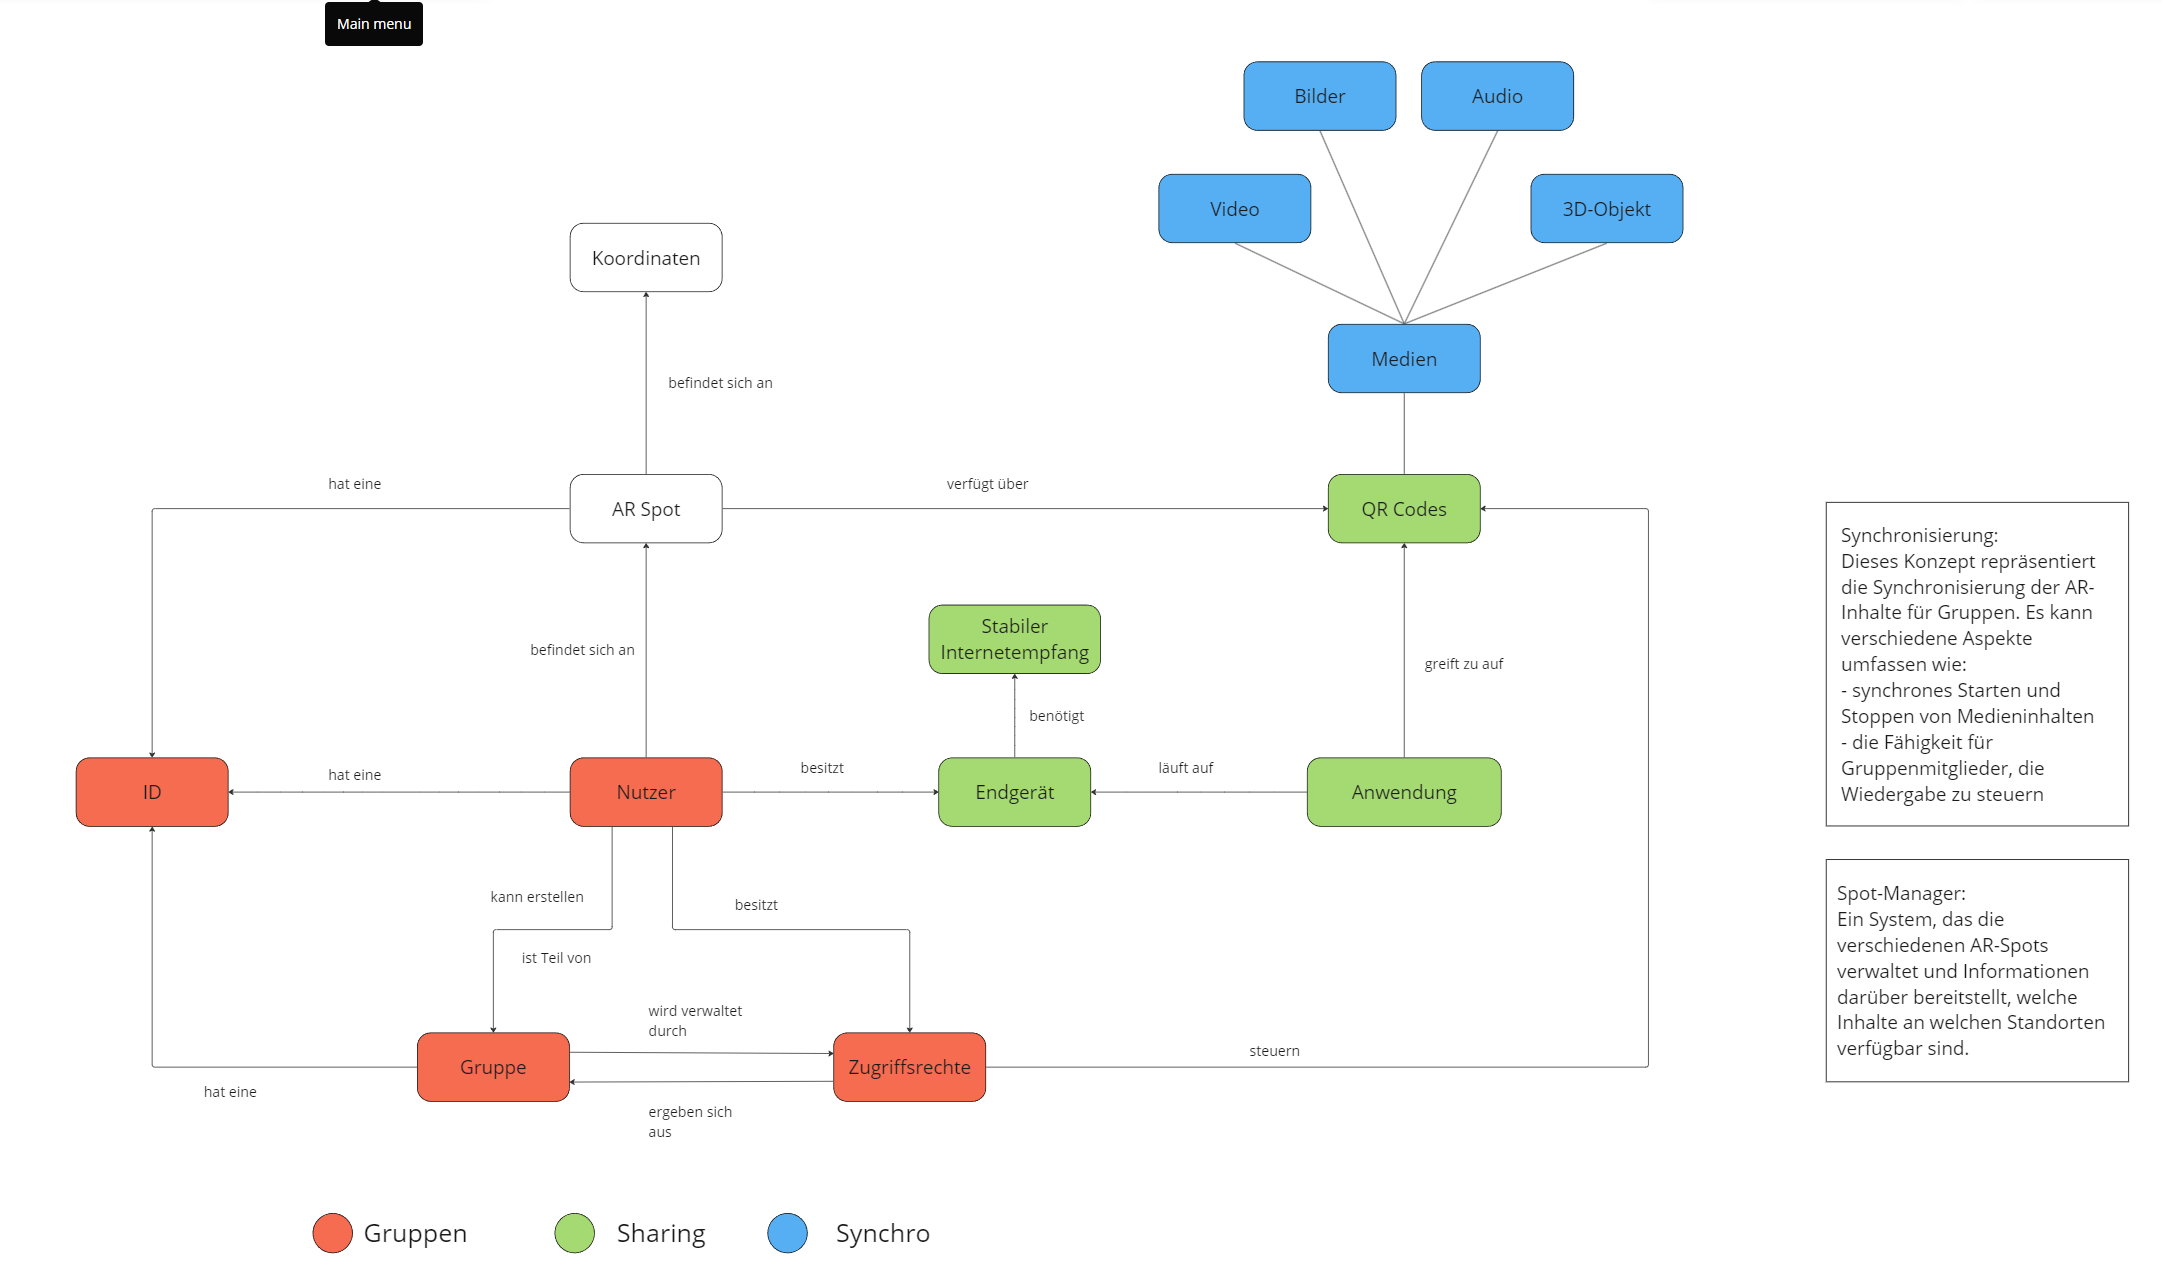 Main menu
Bilder
Audio
Video
3D-Objekt
Koordinaten
Medien
befindet sich an
hat eine
verfügt über
AR Spot
QR Codes
befindet sich an
Stabiler
Internetempfang
greift zu auf
benötigt
hat eine
besitzt
läuft auf
ID
Nutzer
Endgerät
Anwendung
kann erstellen
besitzt
ist Teil von
wird verwaltet
durch
Gruppe
Zugriffsrechte
steuern
hat eine
ergeben sich
aus
Synchronisierung:
Dieses Konzept repräsentiert
die Synchronisierung der AR-
Inhalte für Gruppen. Es kann
verschiedene Aspekte
umfassen wie:
- synchrones Starten und
Stoppen von Medieninhalten
- die Fähigkeit für
Gruppenmitglieder, die
Wiedergabe zu steuern
Spot-Manager:
Ein System, das die
verschiedenen AR-Spots
verwaltet und Informationen
darüber bereitstellt, welche
Inhalte an welchen Standorten
verfügbar sind.
Gruppen
Sharing
Synchro